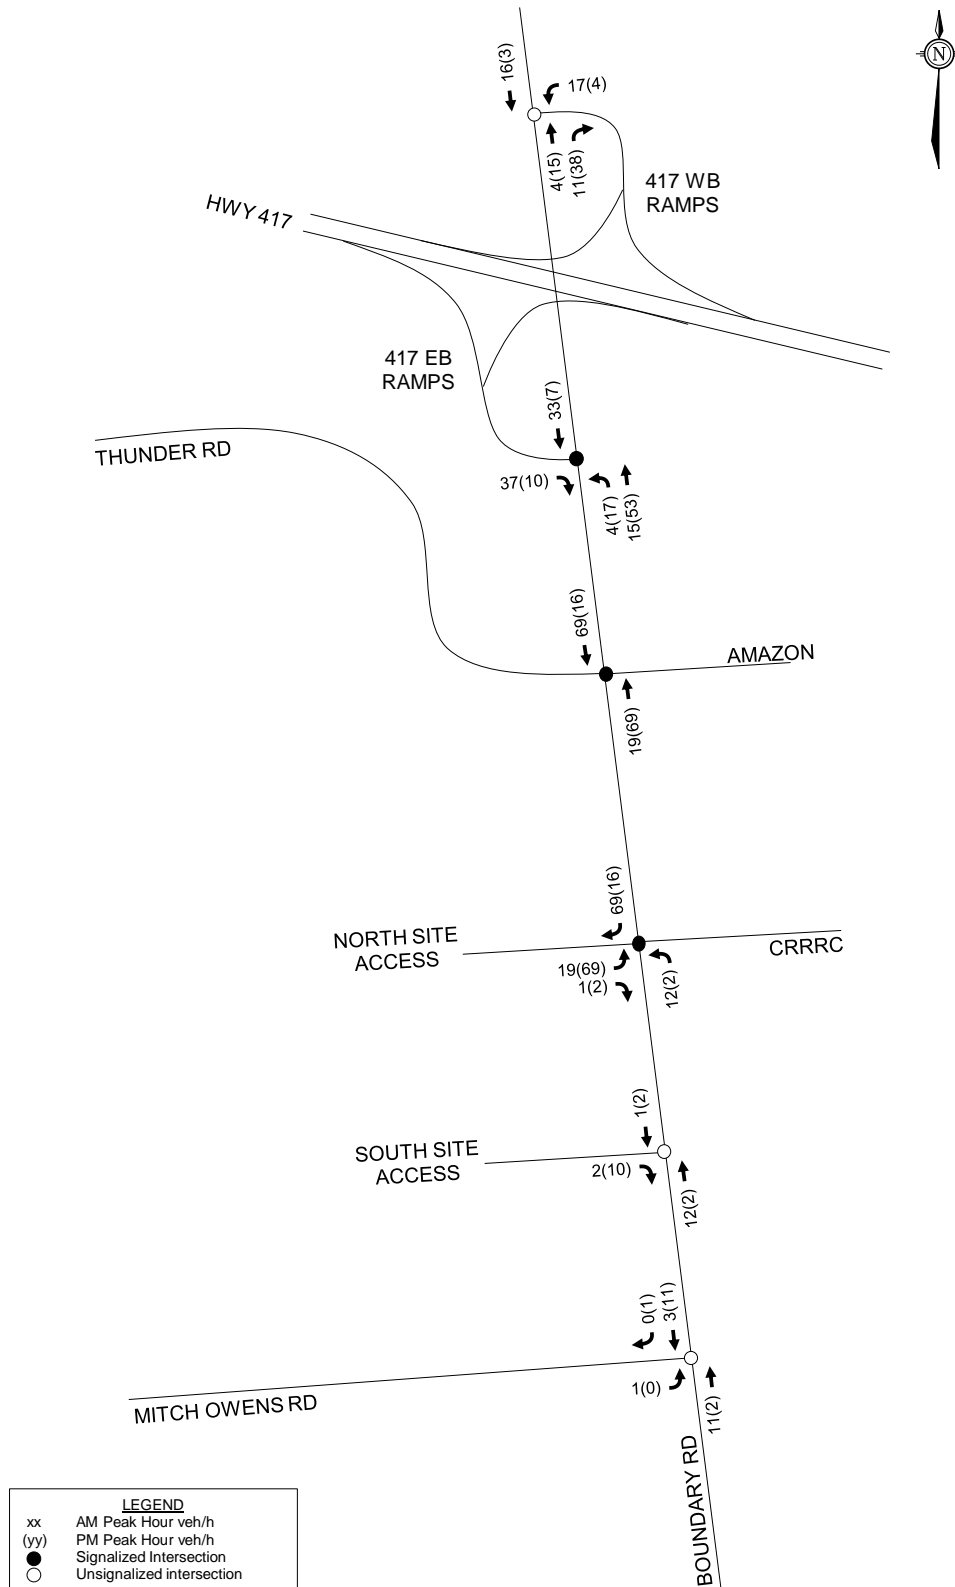 N
16(3)
17(4)
4(15)
11(38)
417 WB
RAMPS
HWY 417
417 EB
RAMPS
33(7)
THUNDER RD
37(10)
4(17)
15(53)
69(16)
AMAZON
19(69)
69(16)
NORTH SITE
ACCESS
CRRRC
19(69)
1(2)
12(2)
1(2)
SOUTH SITE
ACCESS
2(10)
12(2)
0(1)
3(11)
1(0)
11(2)
MITCH OWENS RD
BOUNDARY RD
LEGEND
xx AM Peak Hour veh/h
(yy) PM Peak Hour veh/h
Signalized Intersection
Unsignalized intersection